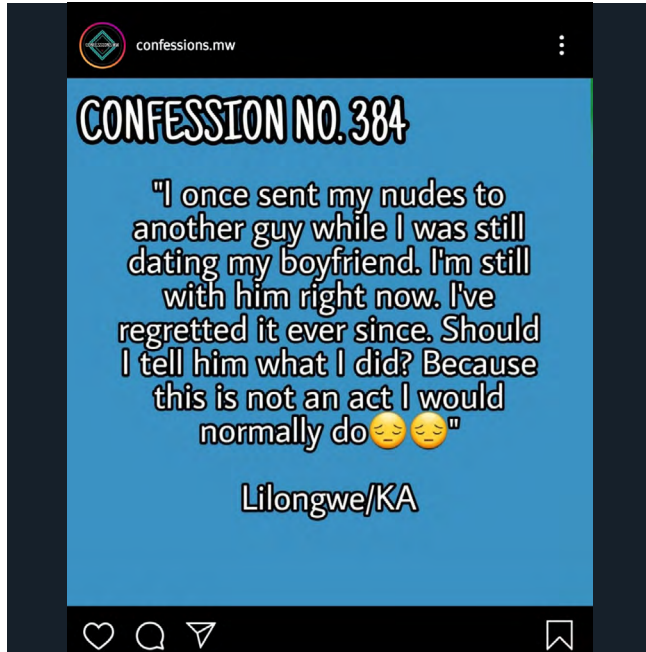 confessions.mw
CONFESSION NO. 384
"I once sent my nudes to
another guy while I was still
dating my boyfriend. I'm still
with him right now. I've
regretted it ever since. Should
I tell him what I did? Because
this is not an act I would
normally do😔😔"
Lilongwe/KA